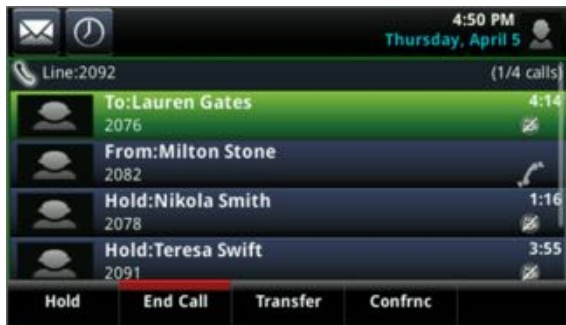 4:50 PM
Thursday, April 5
Line:2092 (1/4 calls)
To:Lauren Gates 4:14
2076
From:Milton Stone
2082
Hold:Nikola Smith 1:16
2078
Hold:Teresa Swift 3:55
2091
Hold End Call Transfer Confrnc